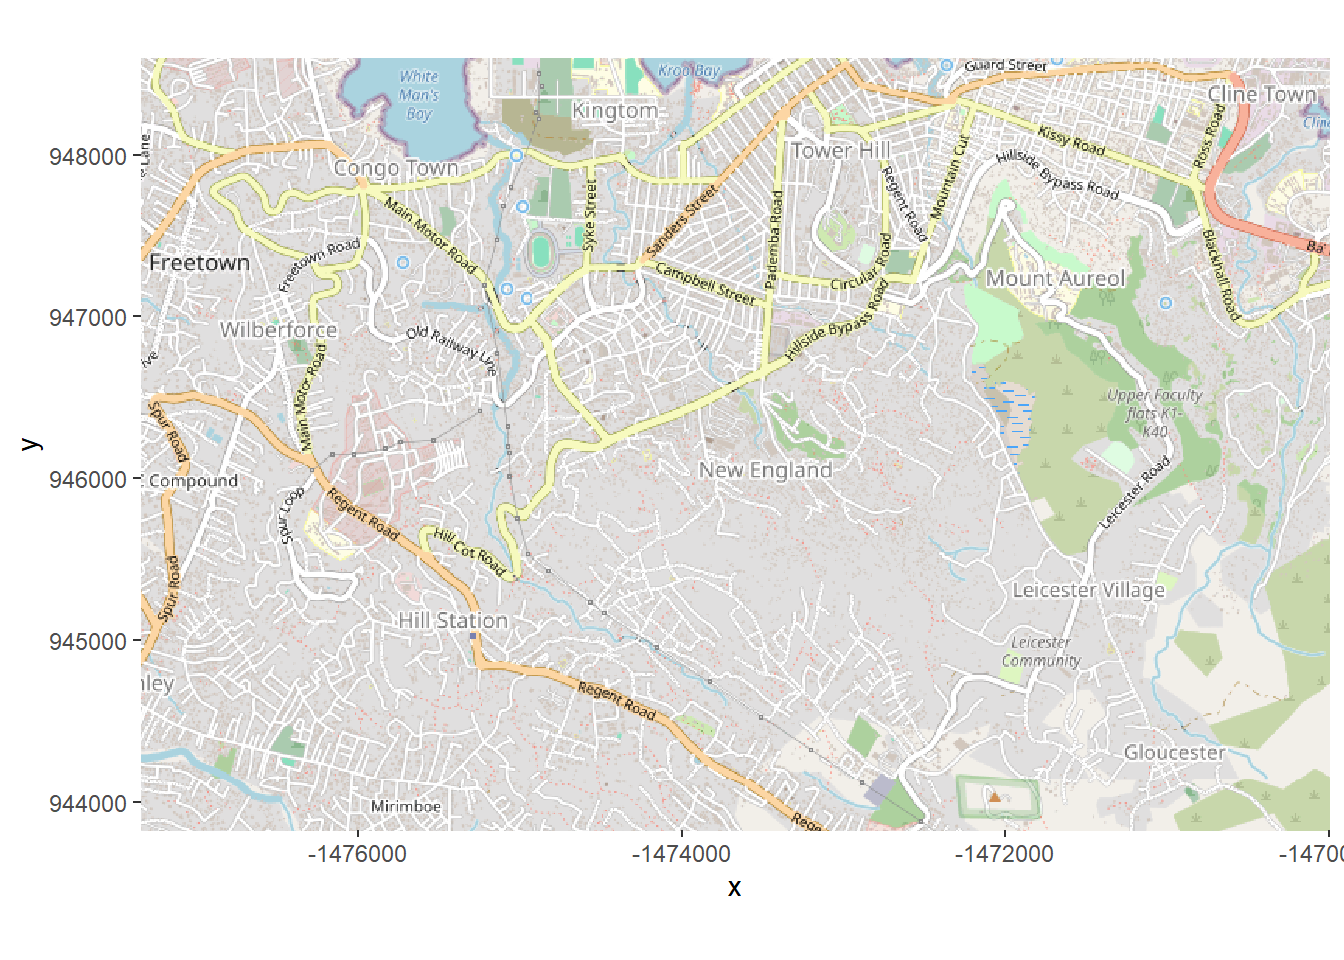 White
Man's
Bay
Kroo Bay
Guard Street
Kingtom
Cline Town
Clin
Lane
948000
Congo Town
Tower Hill
Kissy Road
Ross Road
Hillside Bypass Road
Mountain Cut
Regent Road
Main Motor Road
Syke Street
Sanders Street
Pademba Road
Freetown Road
Freetown
Campbell Street
Circular Road
Mount Aureol
Blackhall Road
Ba
947000
Wilberforce
Old Railway Line
Hillside Bypass Road
ive
Main Motor Road
Upper Faculty
flats K1-
K40
Spur Road
946000
Compound
New England
Leicester Road
Spur Loop
Regent Road
Hill Cot Road
Spur Road
Leicester Village
Hill Station
945000
Leicester
Community
nley
Regent Road
Gloucester
944000
Mirimboe
Rege
-1476000
-1474000
-1472000
-14700
x
y